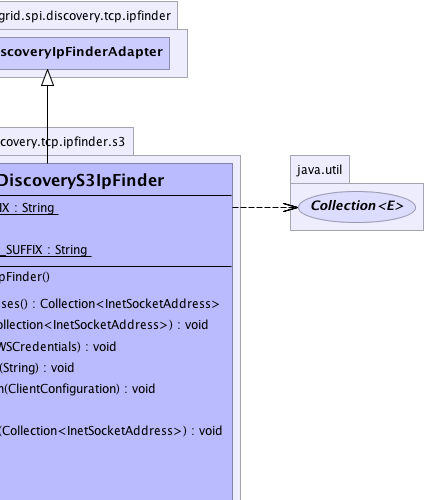 grid.spi.discovery.tcp.ipfinder
scoveryIpFinderAdapter
covery.tcp.ipfinder.s3
DiscoveryS3IpFinder
IX : String
_SUFFIX : String
pFinder()
ses() : Collection<InetSocketAddress>
ollection<InetSocketAddress>) : void
WSCredentials) : void
(String) : void
n(ClientConfiguration) : void
(Collection<InetSocketAddress>) : void
java.util
Collection<E>